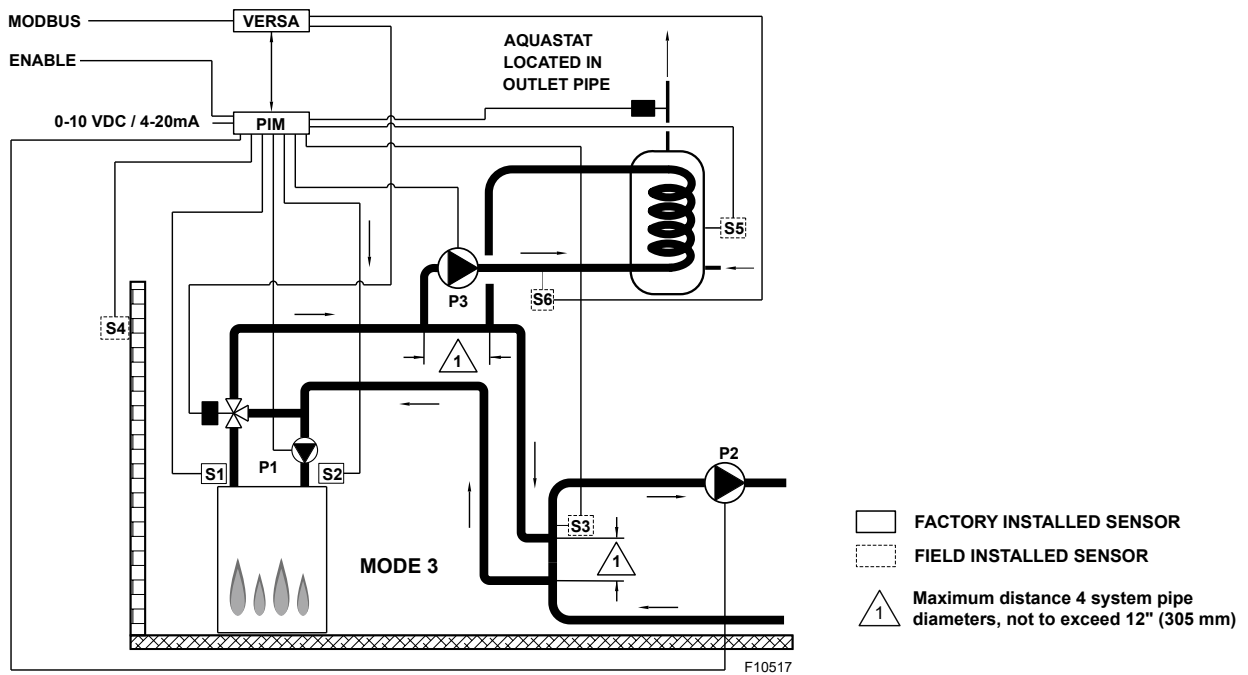 MODBUS
VERSA
ENABLE
AQUASTAT
LOCATED IN
OUTLET PIPE
0-10 VDC / 4-20mA
PIM
S5
P3
S6
S4
1
P2
S1
P1
S2
S3
MODE 3
1
FACTORY INSTALLED SENSOR
FIELD INSTALLED SENSOR
1
Maximum distance 4 system pipe
diameters, not to exceed 12" (305 mm)
F10517